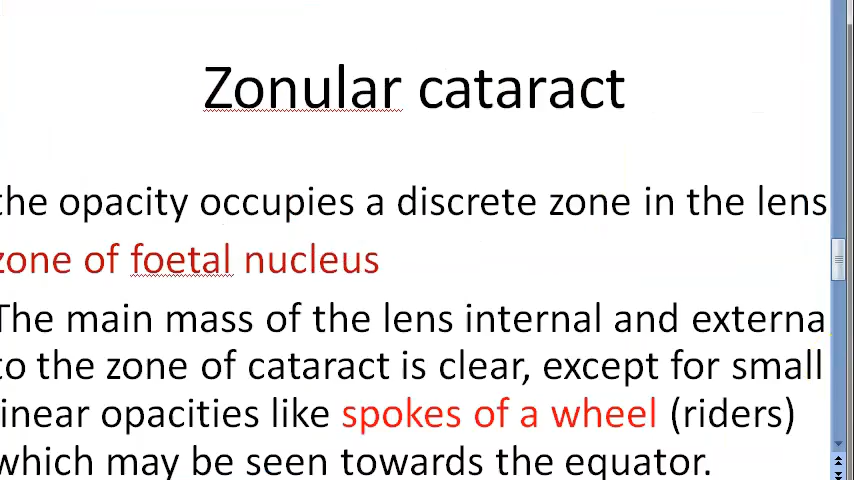 Zonular cataract
the opacity occupies a discrete zone in the lens
zone of foetal nucleus
The main mass of the lens internal and externa
to the zone of cataract is clear, except for small
linear opacities like spokes of a wheel (riders)
which may be seen towards the equator.